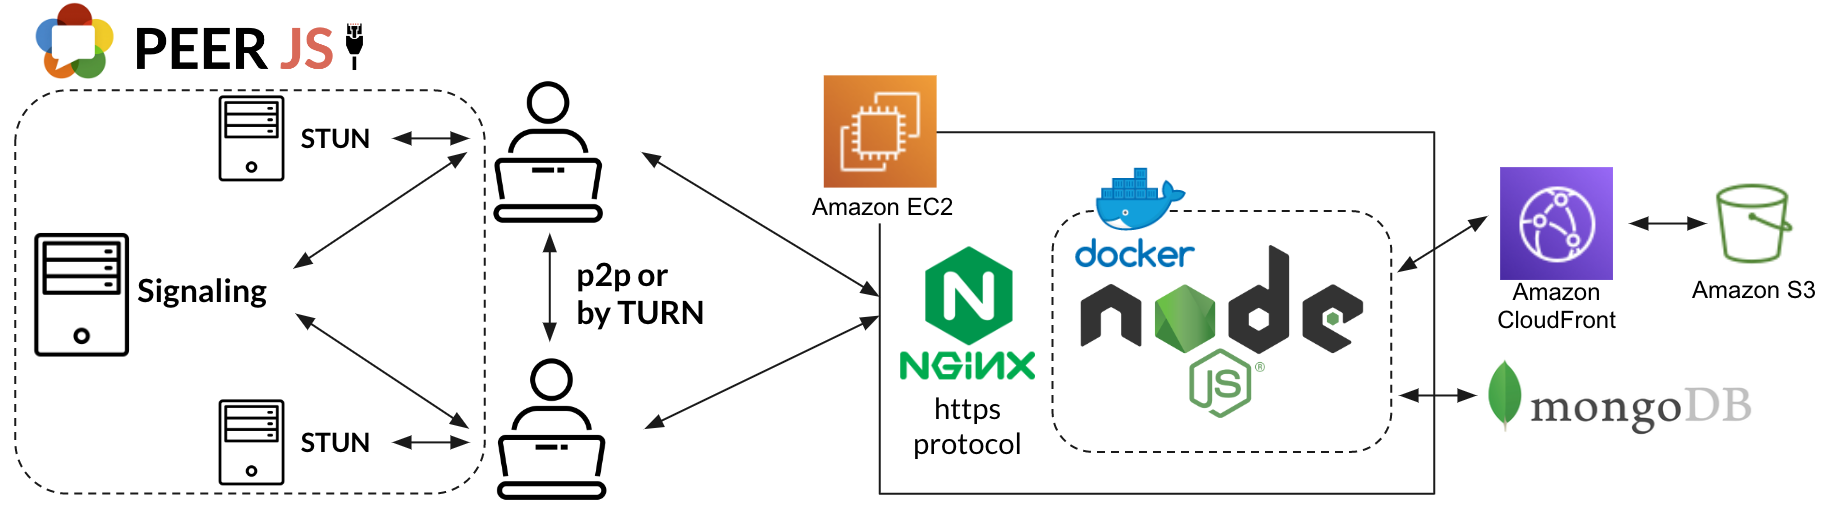 PEER JS
STUN
Signaling
STUN
p2p or
by TURN
Amazon EC2
NGiNX
https
protocol
docker
node
JS®
Amazon
CloudFront
Amazon S3
mongoDB